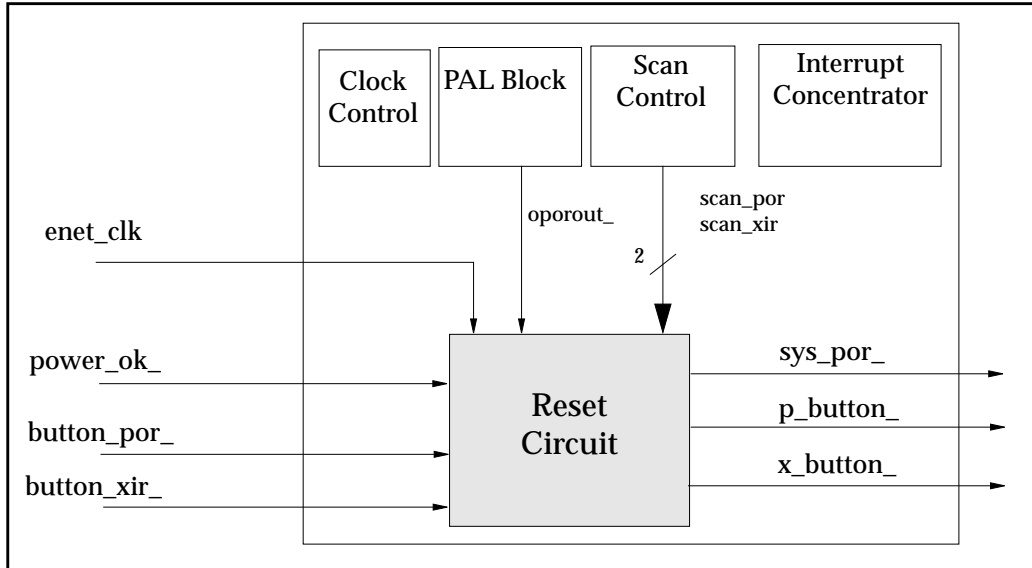 Clock
Control
PAL Block
Scan
Control
Interrupt
Concentrator
oporout_
scan_por
scan_xir
2
enet_clk
power_ok_
button_por_
button_xir_
Reset
Circuit
sys_por_
p_button_
x_button_